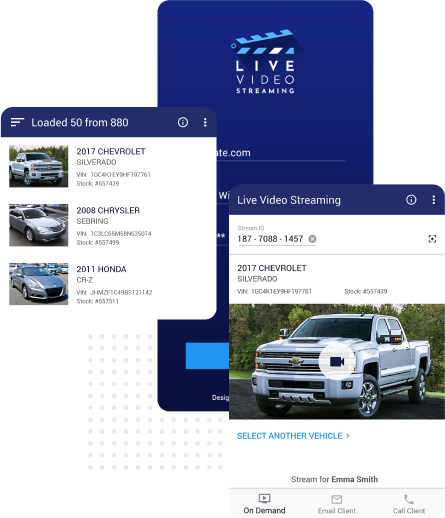 LIVE
VIDEO
STREAMING
ate.com
Wi
**
Desig
Loaded 50 from 880
2017 CHEVROLET
SILVERADO
VIN: 1GC4K1EY9HF197761
Stock: #557439
2008 CHRYSLER
SEBRING
VIN: 1C3LC65M58N635074
Stock: #557499
2011 HONDA
CR-Z
VIN: JHMZF1C49BS121142
Stock: #557511
Live Video Streaming
Stream ID
187 - 7088 - 1457
2017 CHEVROLET
SILVERADO
VIN: 1GC4K1EY9HF197761 Stock: #557439
SELECT ANOTHER VEHICLE >
Stream for Emma Smith
On Demand Email Client Call Client